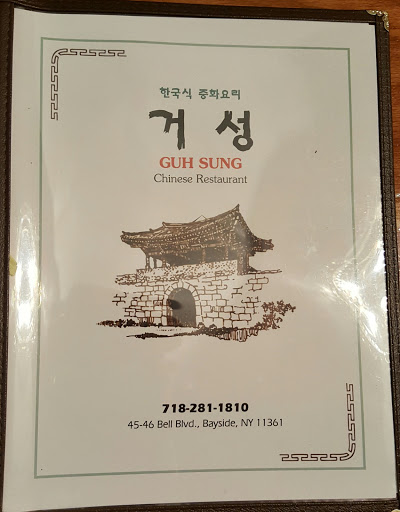 한국식 중화요리
거성
GUH SUNG
Chinese Restaurant
718-281-1810
45-46 Bell Blvd., Bayside, NY 11361